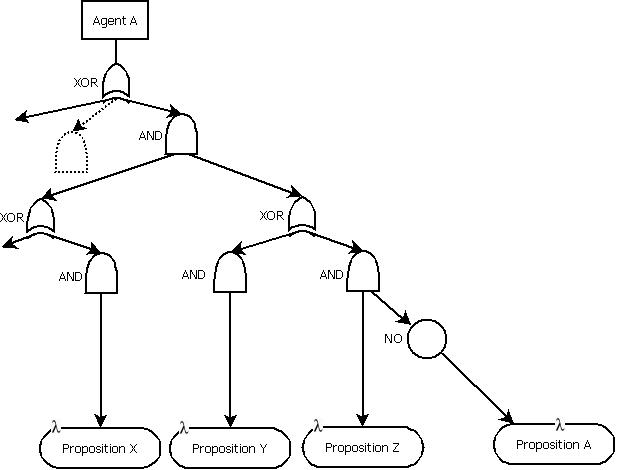 Agent A
XOR
AND
XOR
XOR
AND
AND
AND
NO
λ
λ
λ
λ
Proposition X
Proposition Y
Proposition Z
Proposition A